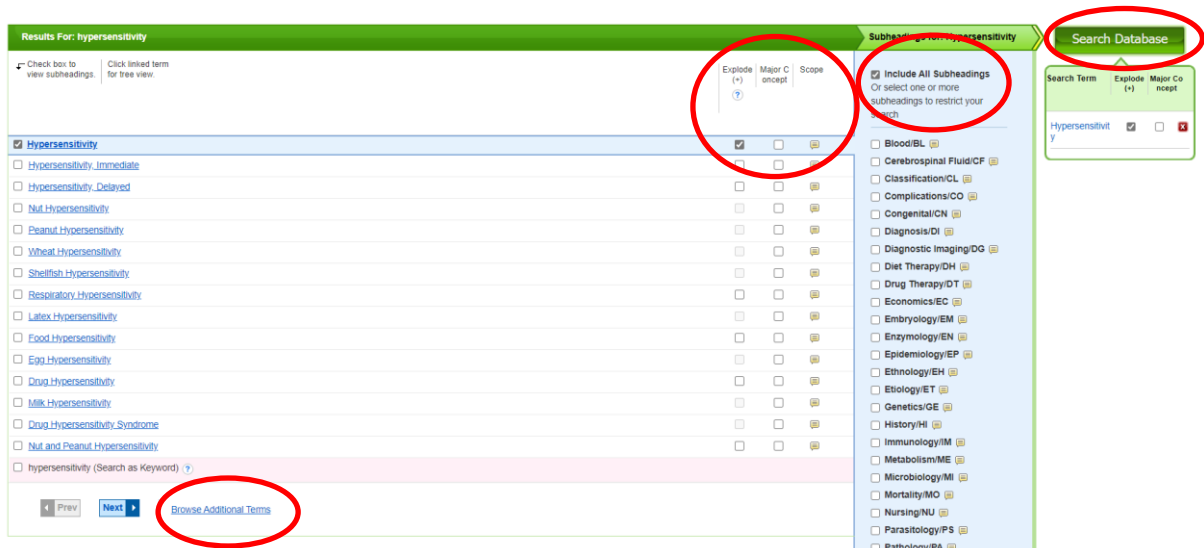 Results For: hypersensitivity
Check box to
view subheadings.
Click linked term
for tree view.
Explode
(+)
?
Major C
oncept
Scope
Hypersensitivity
Hypersensitivity, Immediate
Hypersensitivity, Delayed
Nut Hypersensitivity
Peanut Hypersensitivity
Wheat Hypersensitivity
Shellfish Hypersensitivity
Respiratory Hypersensitivity
Latex Hypersensitivity
Food Hypersensitivity
Egg Hypersensitivity
Drug Hypersensitivity
Milk Hypersensitivity
Drug Hypersensitivity Syndrome
Nut and Peanut Hypersensitivity
hypersensitivity (Search as Keyword) ?
Prev Next
Browse Additional Terms
Subheadings for: Hypersensitivity
Include All Subheadings
Or select one or more
subheadings to restrict your
search
Blood/BL
Cerebrospinal Fluid/CF
Classification/CL
Complications/CO
Congenital/CN
Diagnosis/DI
Diagnostic Imaging/DG
Diet Therapy/DH
Drug Therapy/DT
Economics/EC
Embryology/EM
Enzymology/EN
Epidemiology/EP
Ethnology/EH
Etiology/ET
Genetics/GE
History/HI
Immunology/IM
Metabolism/ME
Microbiology/MI
Mortality/MO
Nursing/NU
Parasitology/PS
Pathology/PA
Search Database
Search Term
Explode
(+)
Major Co
ncept
Hypersensitivit
y
X